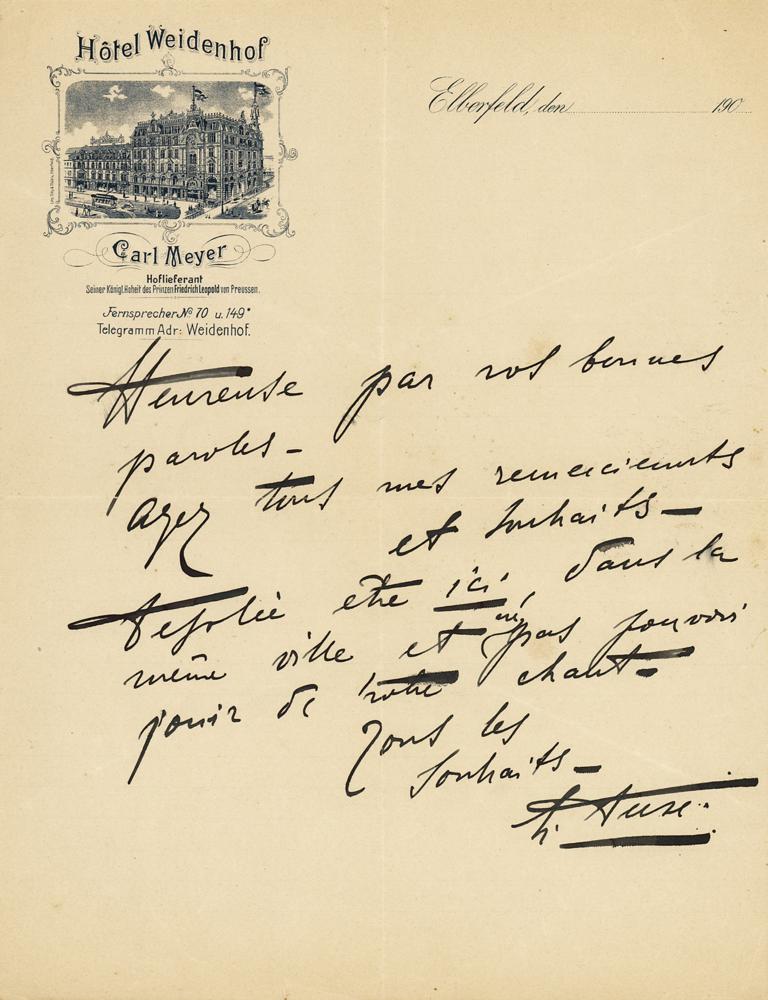 Hôtel Weidenhof
Elberfeld, den 190
Carl Meyer
Hoflieferant
Seiner Königl. Hoheit des Prinzen Friedrich Leopold von Preussen.
Fernsprecher No 70 u. 149*
Telegramm Adr: Weidenhof.
Heureuse par vos bonnes
paroles -
Ayez tous mes remerciements
et souhaits -
Désolée être ici, dans la
même ville et pas pouvoir
jouir de votre chant -
Tous les
souhaits -
Duse